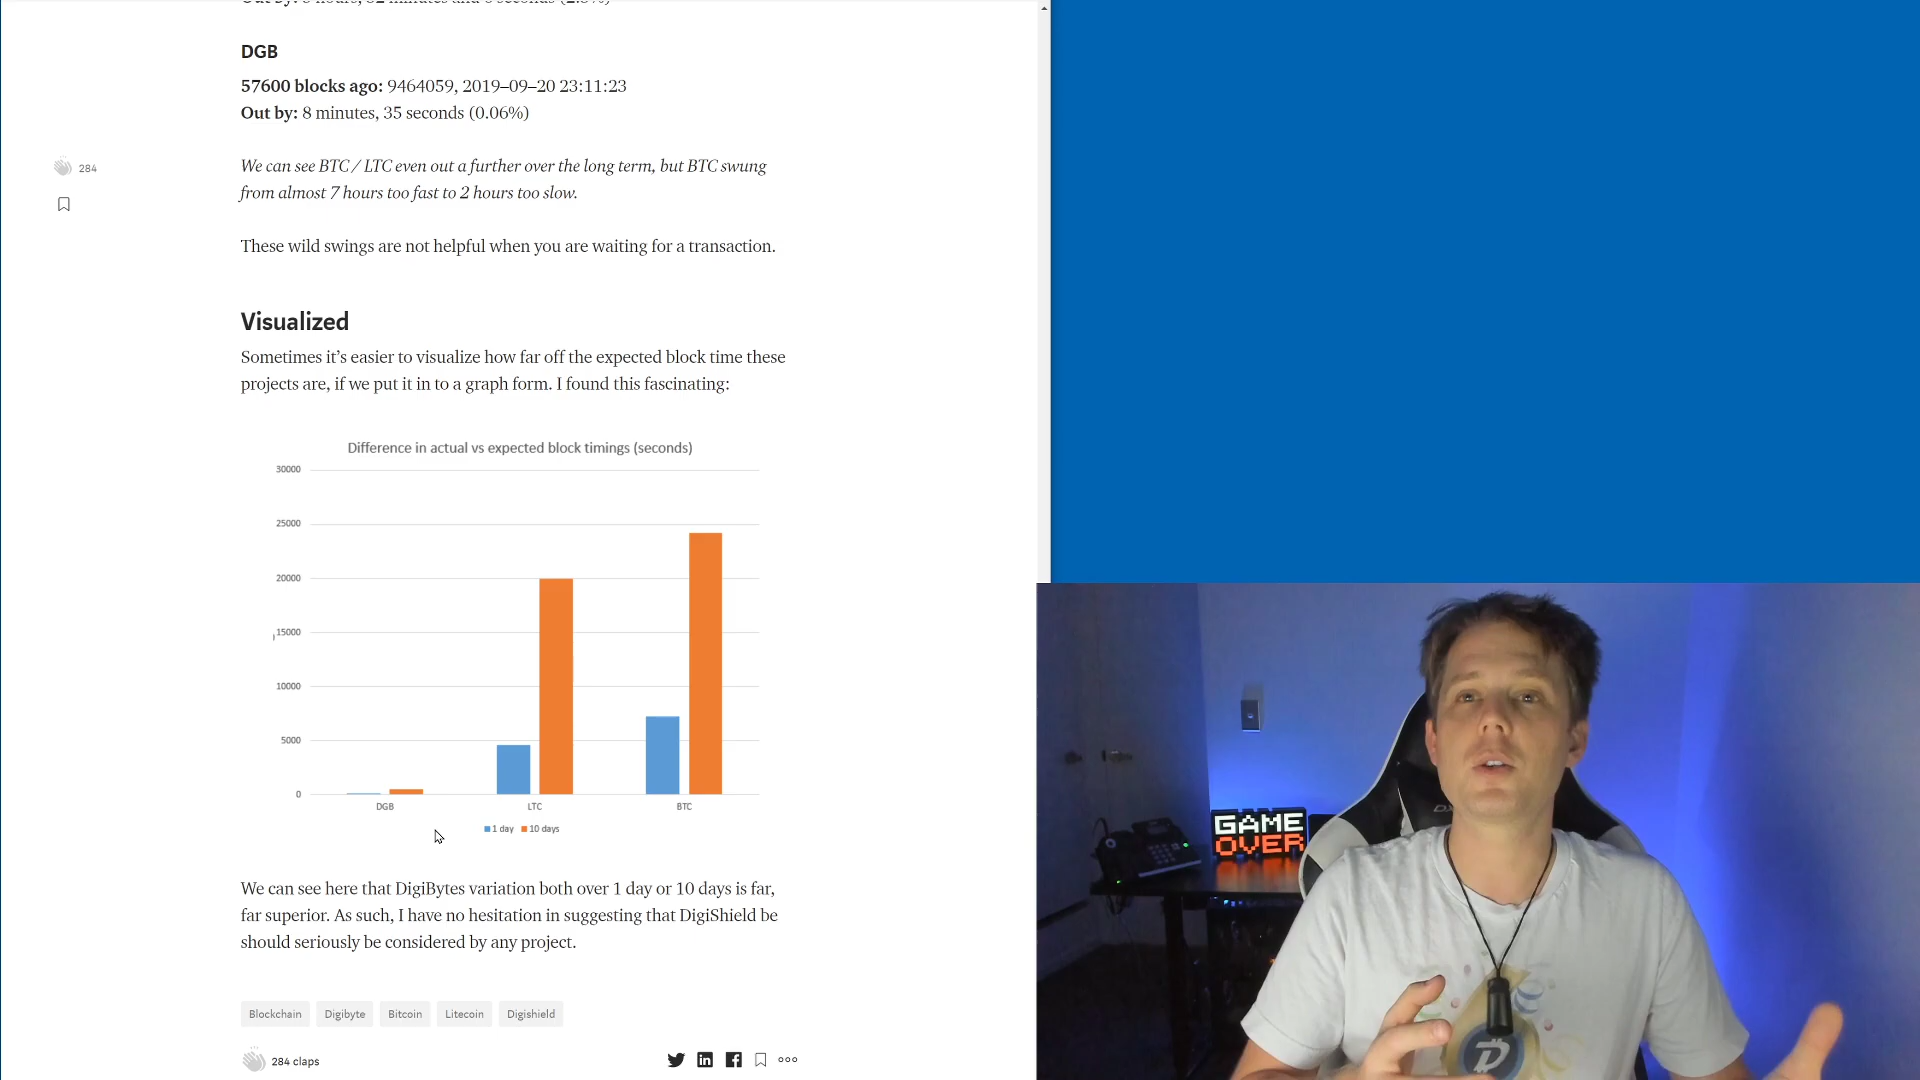 DGB
57600 blocks ago: 9464059, 2019–09–20 23:11:23
Out by: 8 minutes, 35 seconds (0.06%)
284
We can see BTC / LTC even out a further over the long term, but BTC swung
from almost 7 hours too fast to 2 hours too slow.
These wild swings are not helpful when you are waiting for a transaction.
Visualized
Sometimes it’s easier to visualize how far off the expected block time these
projects are, if we put it in to a graph form. I found this fascinating:
Difference in actual vs expected block timings (seconds)
30000
25000
20000
15000
10000
5000
0
DGB LTC BTC
1 day 10 days
We can see here that DigiBytes variation both over 1 day or 10 days is far,
far superior. As such, I have no hesitation in suggesting that DigiShield be
should seriously be considered by any project.
Blockchain Digibyte Bitcoin Litecoin Digishield
284 claps
GAME
OVER